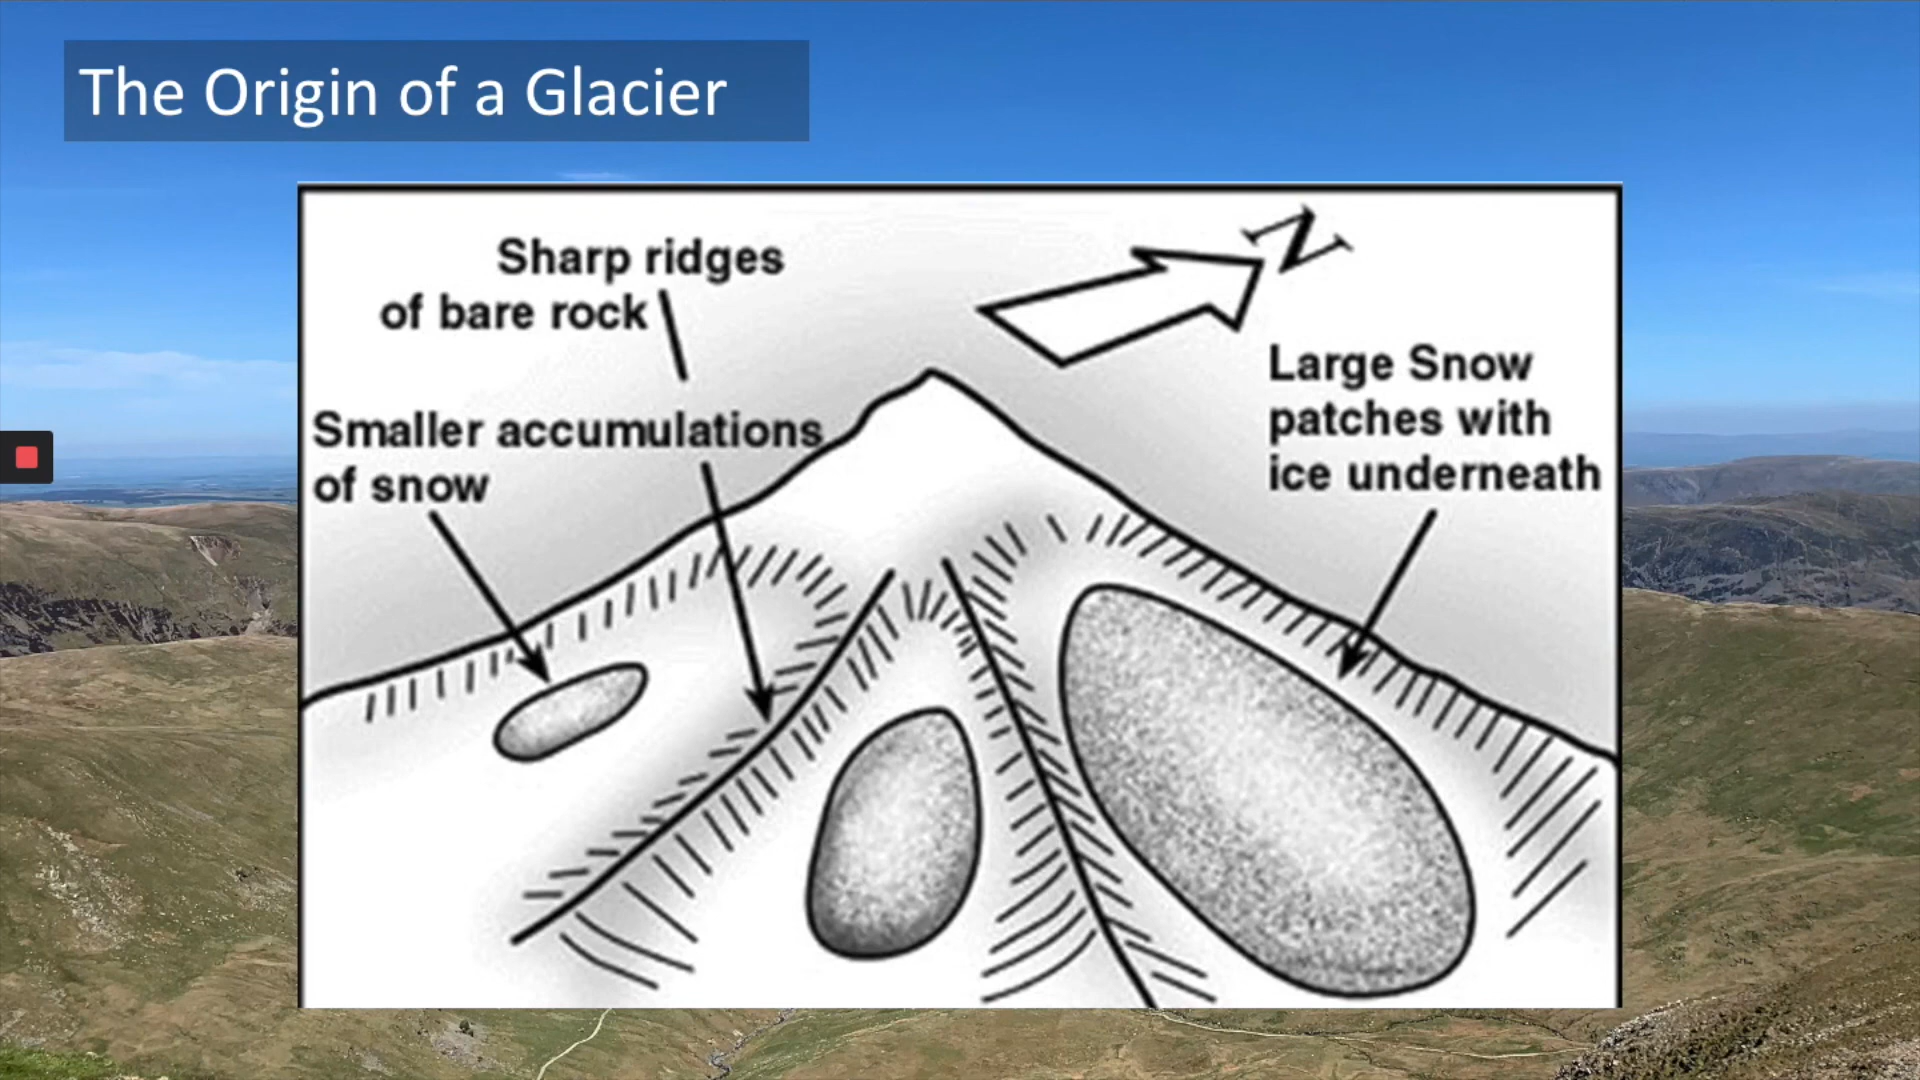 The Origin of a Glacier
N
Sharp ridges
of bare rock
Smaller accumulations
of snow
Large Snow
patches with
ice underneath